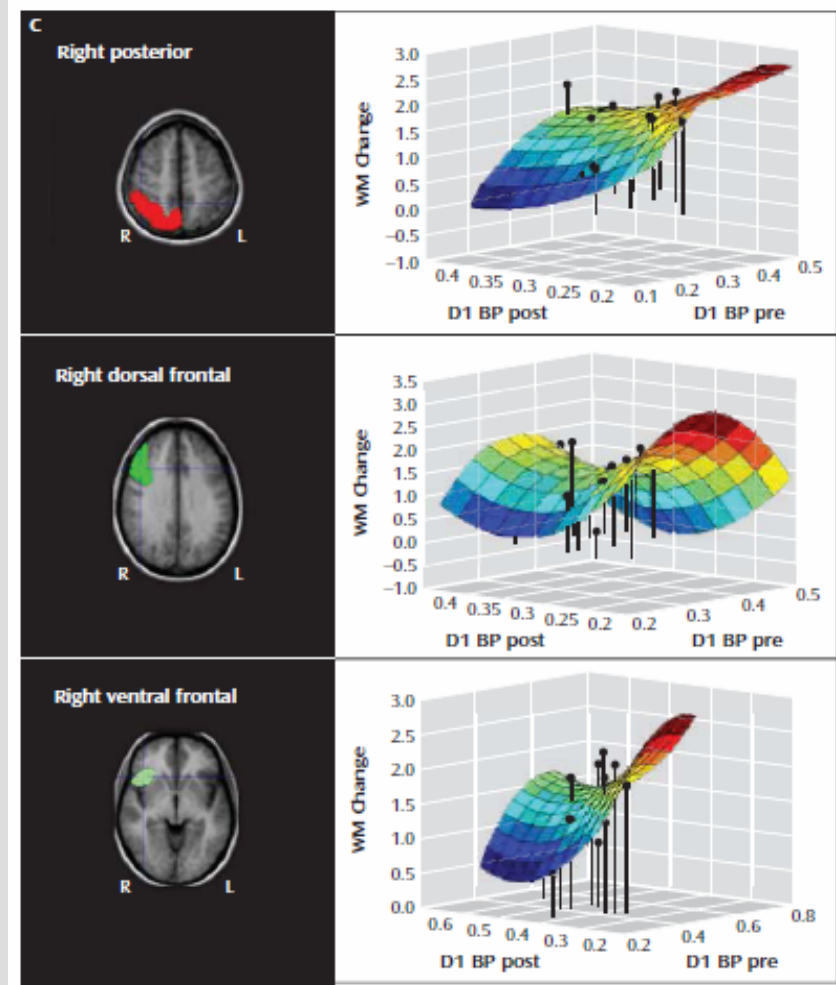 C
Right posterior
R L
WM Change
3.0
2.5
2.0
1.5
1.0
0.5
0.0
−0.5
−1.0
0.4 0.35 0.3 0.25 0.2 0.1 0.2 0.3 0.4 0.5
D1 BP post D1 BP pre
Right dorsal frontal
R L
WM Change
3.5
3.0
2.5
2.0
1.5
1.0
0.5
0.0
−0.5
−1.0
0.4 0.35 0.3 0.25 0.2 0.2 0.3 0.4 0.5
D1 BP post D1 BP pre
Right ventral frontal
R L
WM Change
3.0
2.5
2.0
1.5
1.0
0.5
0.0
0.6 0.5 0.4 0.3 0.2 0.2 0.4 0.6 0.8
D1 BP post D1 BP pre